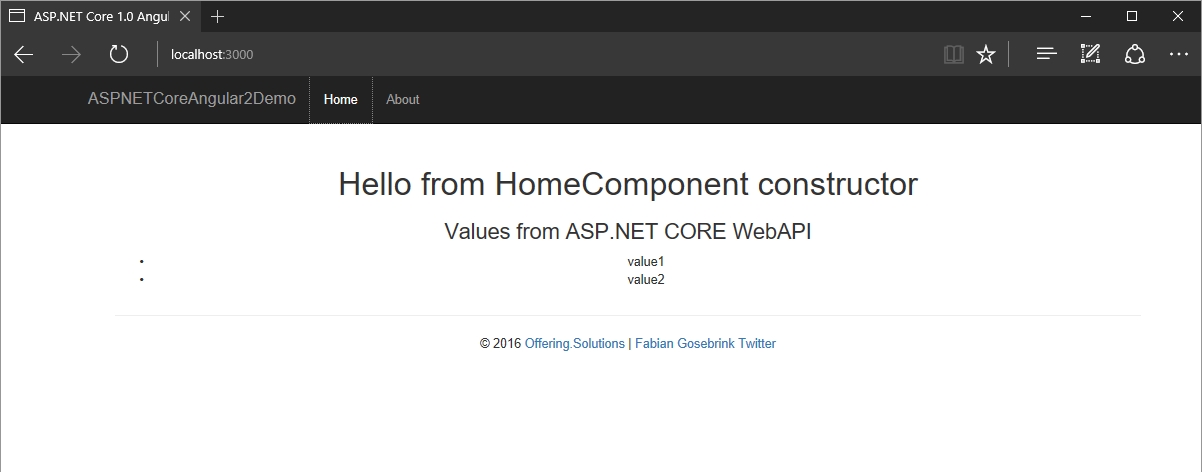 ASP.NET Core 1.0 Angul
localhost:3000
ASPNETCoreAngular2Demo Home About
Hello from HomeComponent constructor
Values from ASP.NET CORE WebAPI
• value1
• value2
© 2016 Offering.Solutions | Fabian Gosebrink Twitter